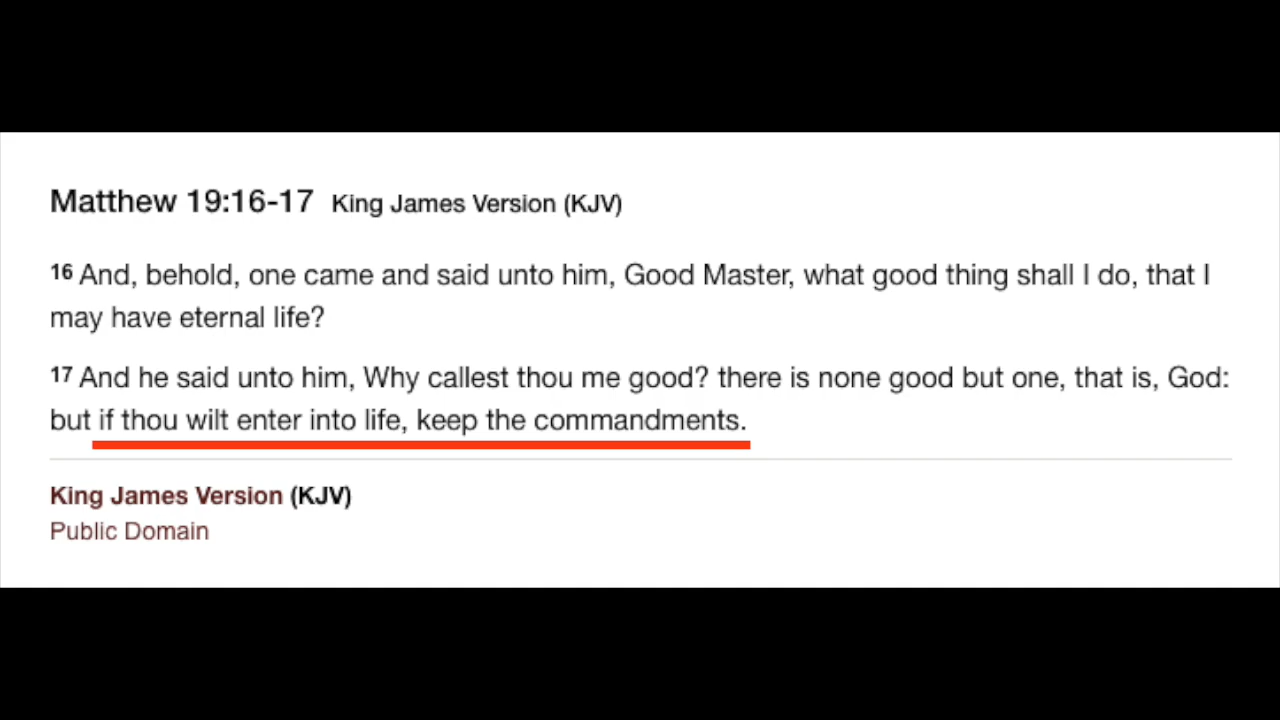 Matthew 19:16-17 King James Version (KJV)
16 And, behold, one came and said unto him, Good Master, what good thing shall I do, that I
may have eternal life?
17 And he said unto him, Why callest thou me good? there is none good but one, that is, God:
but if thou wilt enter into life, keep the commandments.
King James Version (KJV)
Public Domain